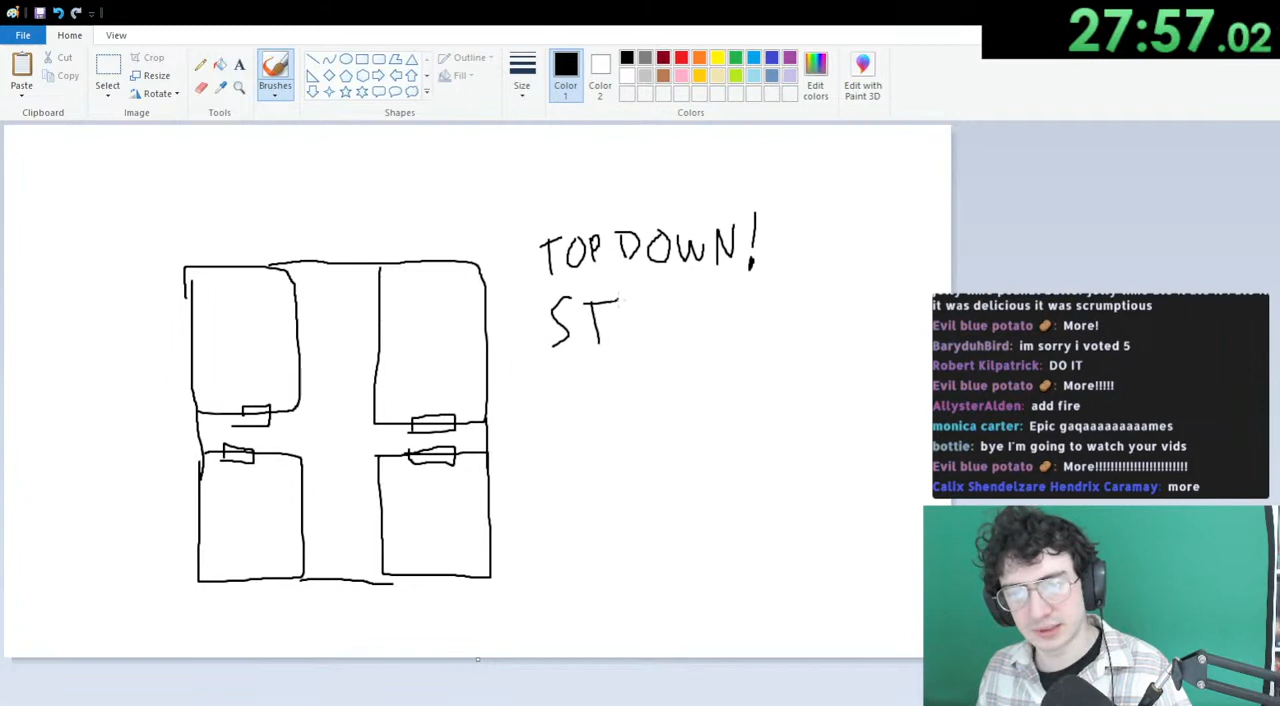 27:57.02
File Home View
Paste
Cut
Copy
Clipboard
Select
Crop
Resize
Rotate
Image
Tools
Brushes
Shapes
Outline
Fill
Size
Color 1
Color 2
Edit colors
Edit with Paint 3D
Colors
TOP DOWN!
ST
it was delicious it was scrumptious
Evil blue potato 🥔: More!
BaryduhBird: im sorry i voted 5
Robert Kilpatrick: DO IT
Evil blue potato 🥔: More!!!!!
AllysterAlden: add fire
monica carter: Epic gaqaaaaaaaames
bottie: bye I'm going to watch your vids
Evil blue potato 🥔: More!!!!!!!!!!!!!!!!!!!!!!!!
Calix Shendelzare Hendrix Caramay: more